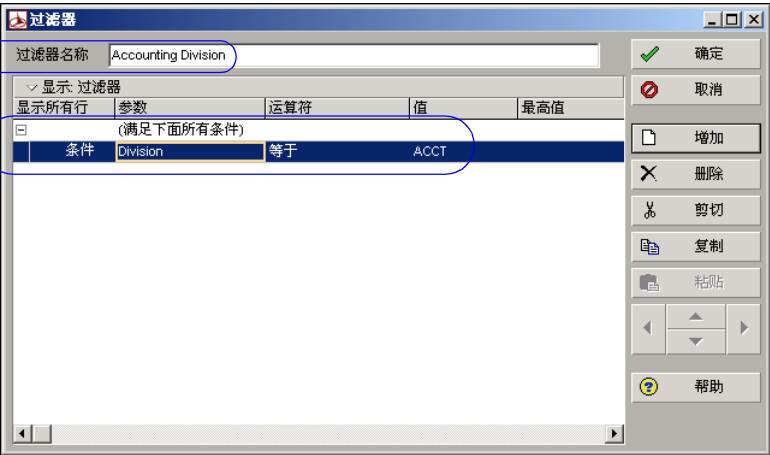 过滤器
过滤器名称 Accounting Division
显示: 过滤器
显示所有行 参数 运算符 值 最高值
(满足下面所有条件)
条件 Division 等于 ACCT
确定
取消
增加
删除
剪切
复制
粘贴
帮助